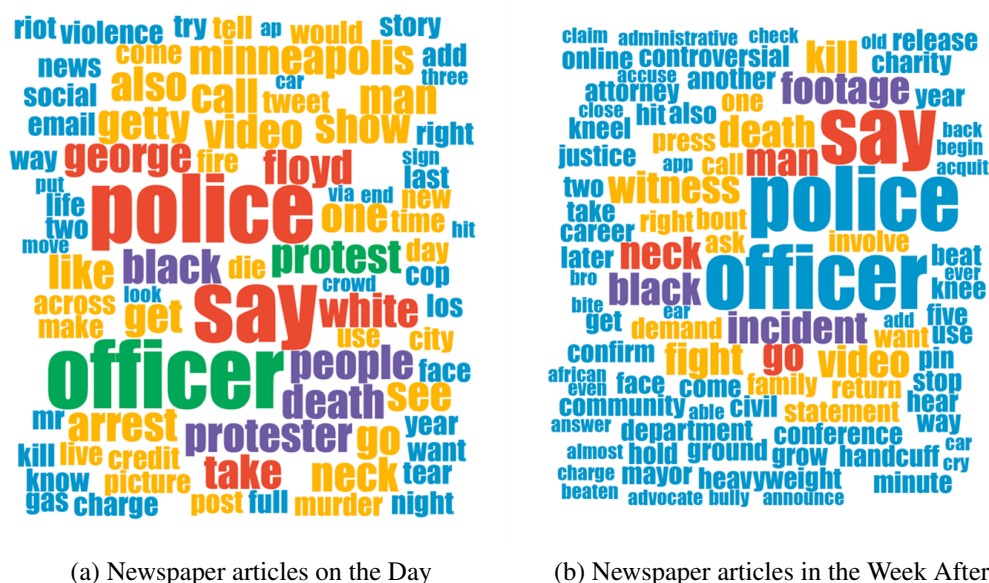 riot violence try tell ap would story
news come minneapolis add
social also call car tweet man three
email getty video show right
way george fire floyd sign last
put life police via end new
two one time hit
move black die protest day
like crowd cop
across look get say white los
make use city
officer people face
death see
mr arrest protester go year
kill live credit want
know picture take neck tear
gas charge post full murder night
(a) Newspaper articles on the Day
claim administrative check old release
online controversial kill charity
accuse another footage
attorney one year
close hit also death say back
kneel press begin
justice app call man acquit
two witness police
take
career right bout involve
later neck ask officer beat
bro black ever
bite ear knee
get demand incident add five
want use
confirm fight go video pin
african face come family return stop
even
community able civil statement hear
answer department conference way
almost hold ground grow handcuff car
charge mayor heavyweight minute cry
beaten advocate bully announce
(b) Newspaper articles in the Week After